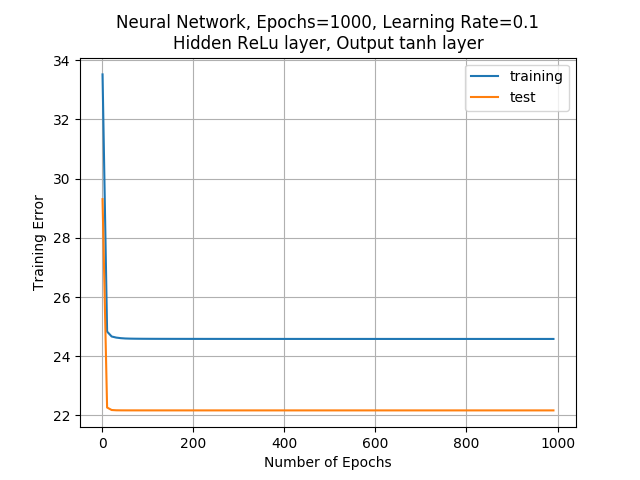 Neural Network, Epochs=1000, Learning Rate=0.1
Hidden ReLu layer, Output tanh layer
training
test
34
32
30
28
26
24
22
Training Error
0
200
400
600
800
1000
Number of Epochs